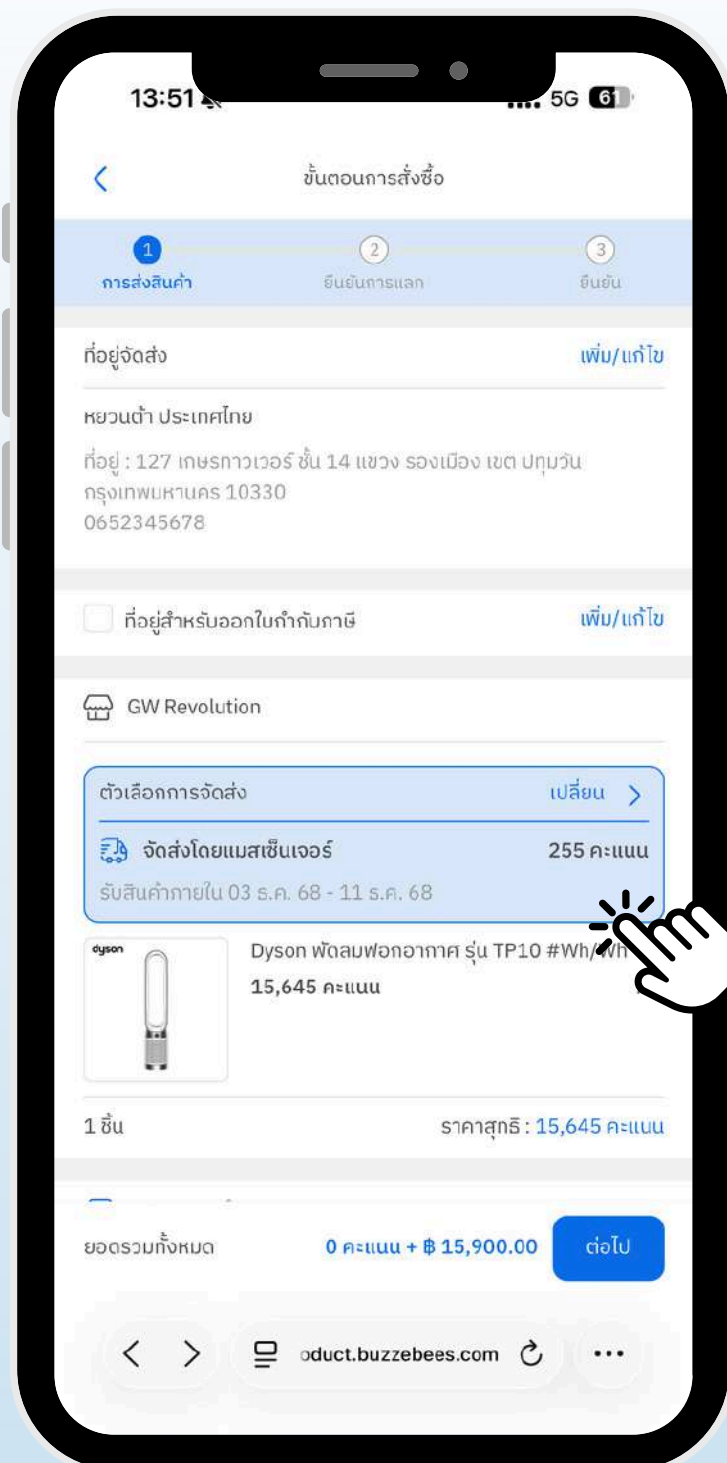 13:51
5G 61
ขั้นตอนการสั่งซื้อ
1
2
3
การส่งสินค้า
ยืนยันการแลก
ยืนยัน
ที่อยู่จัดส่ง
เพิ่ม/แก้ไข
หยวนต้า ประเทศไทย
ที่อยู่ : 127 เกษรทาวเวอร์ ชั้น 14 แขวง รองเมือง เขต ปทุมวัน
กรุงเทพมหานคร 10330
0652345678
ที่อยู่สำหรับออกใบกำกับภาษี
เพิ่ม/แก้ไข
GW Revolution
ตัวเลือกการจัดส่ง
เปลี่ยน >
จัดส่งโดยแมสเซ็นเจอร์
255 คะแนน
รับสินค้าภายใน 03 ธ.ค. 68 - 11 ธ.ค. 68
dyson
Dyson พัดลมฟอกอากาศ รุ่น TP10 #Wh/Wh
15,645 คะแนน
1 ชิ้น
ราคาสุทธิ : 15,645 คะแนน
ยอดรวมทั้งหมด
0 คะแนน + ฿ 15,900.00
ต่อไป
oduct.buzzebees.com